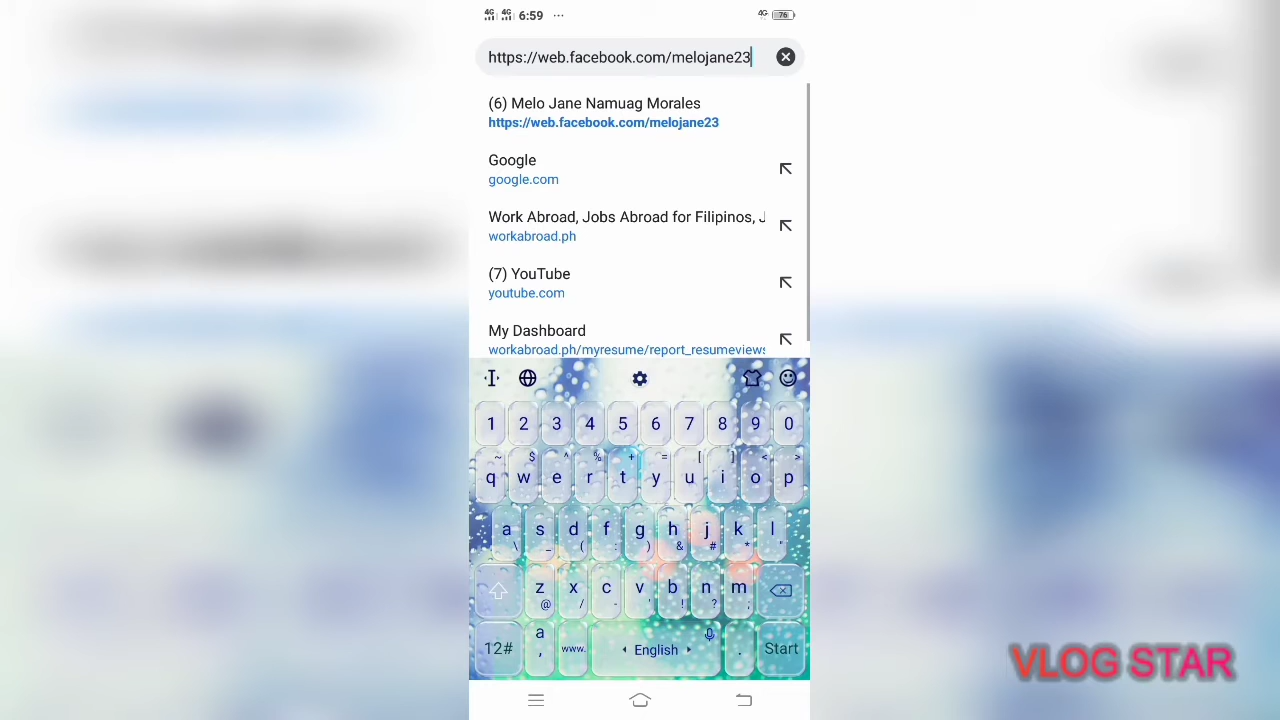 4G 4G 6:59 ... 4G 76
https://web.facebook.com/melojane23
(6) Melo Jane Namuag Morales
https://web.facebook.com/melojane23
Google
google.com
Work Abroad, Jobs Abroad for Filipinos, J
workabroad.ph
(7) YouTube
youtube.com
My Dashboard
workabroad.ph/myresume/report_resumeviews
1 2 3 4 5 6 7 8 9 0
~ $ ^ % + = [ ] < >
q w e r t y u i o p
a s d f g h j k l
\ _ ( : ) & # * "
z x c v b n m
@ / - ' ! ? ;
12# a , www. English . Start
VLOG STAR